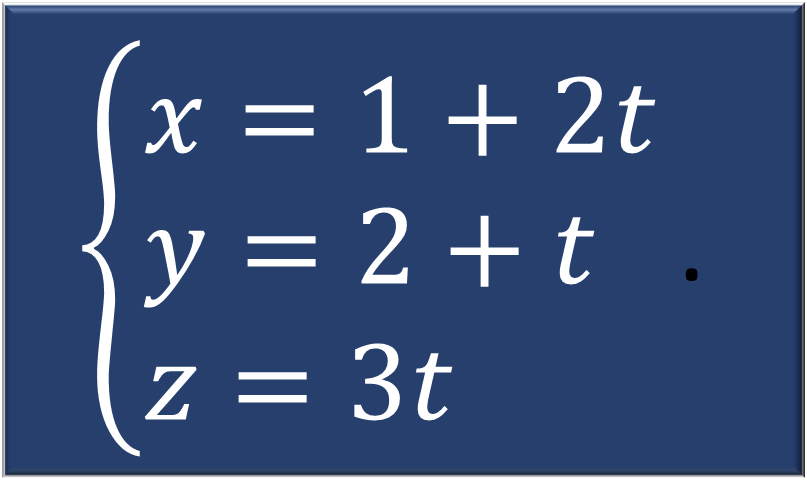 x = 1 + 2t
y = 2 + t .
z = 3t